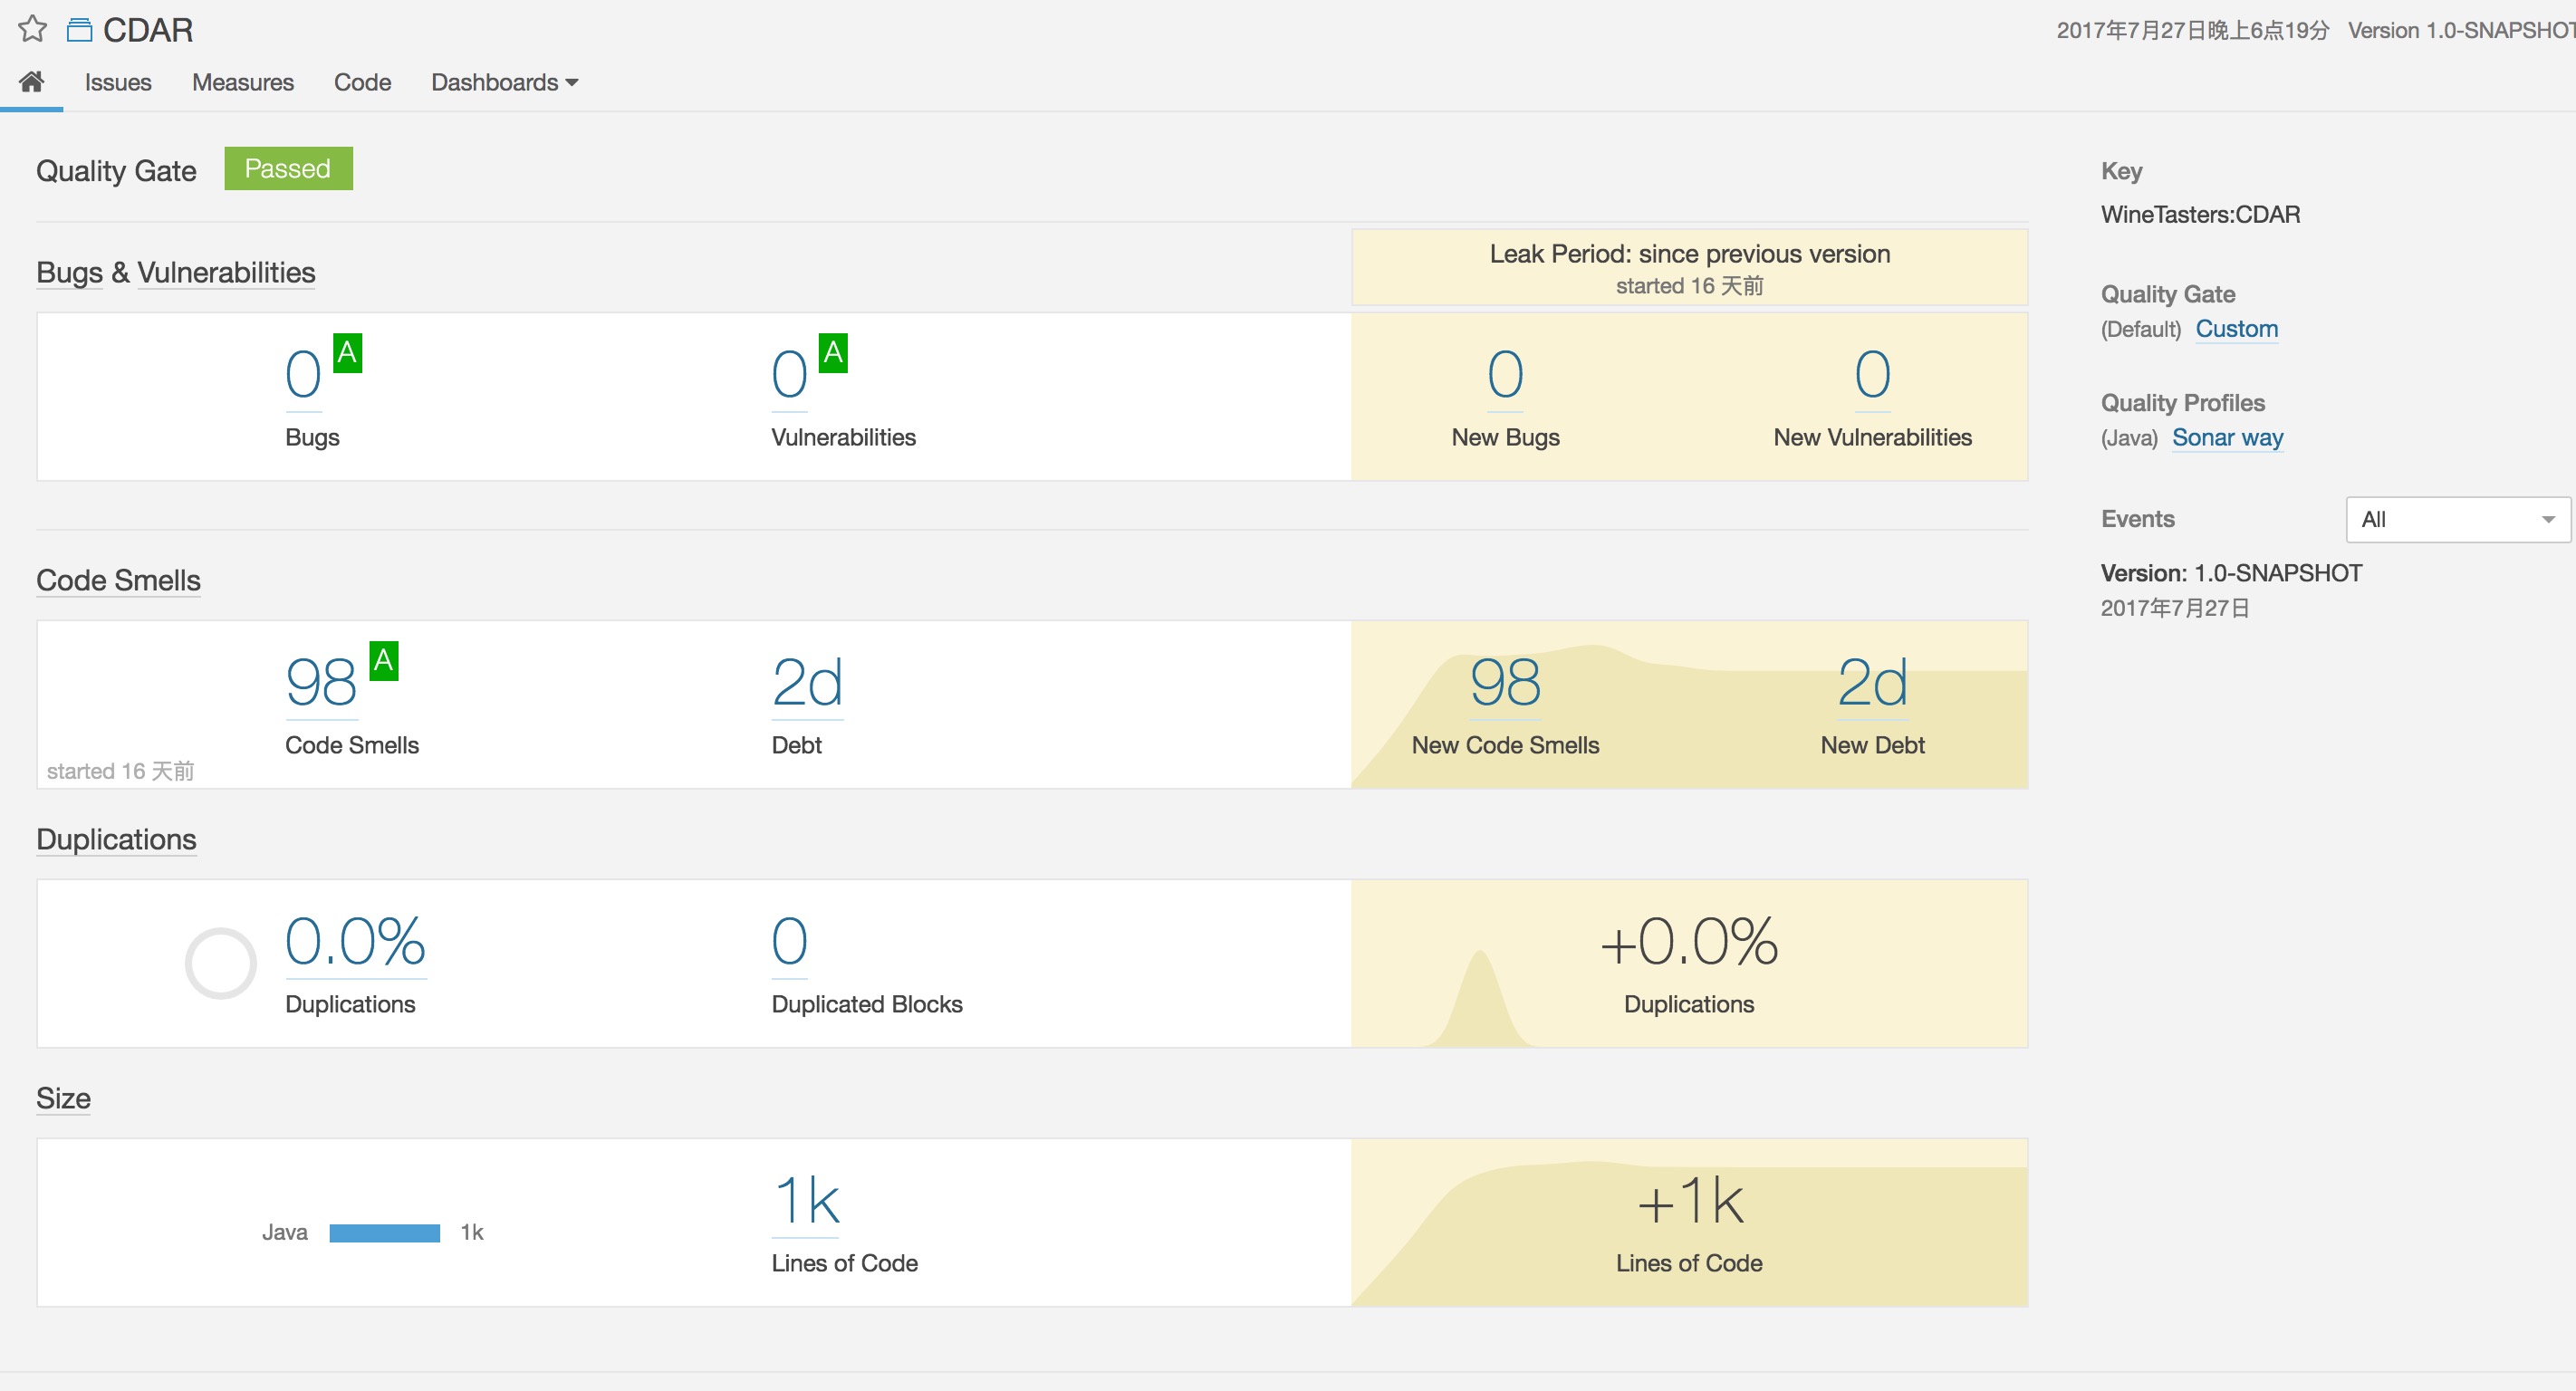 CDAR
2017年7月27日晚上6点19分 Version 1.0-SNAPSHOT
Issues Measures Code Dashboards
Quality Gate Passed
Leak Period: since previous version
started 16 天前
Bugs & Vulnerabilities
0 A
Bugs
0 A
Vulnerabilities
0
New Bugs
0
New Vulnerabilities
Code Smells
98 A
Code Smells
started 16 天前
2d
Debt
98
New Code Smells
2d
New Debt
Duplications
0.0%
Duplications
0
Duplicated Blocks
+0.0%
Duplications
Size
Java 1k
1k
Lines of Code
+1k
Lines of Code
Key
WineTasters:CDAR
Quality Gate
(Default) Custom
Quality Profiles
(Java) Sonar way
Events All
Version: 1.0-SNAPSHOT
2017年7月27日